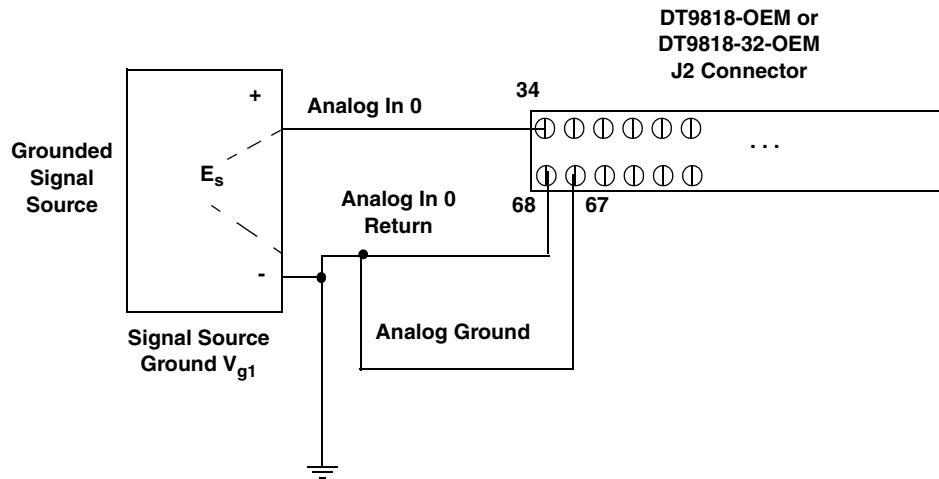 DT9818-OEM or
DT9818-32-OEM
J2 Connector
34
+
Analog In 0
. . .
Grounded
Signal
Source
Es
Analog In 0
Return
68
67
-
Analog Ground
Signal Source
Ground Vg1